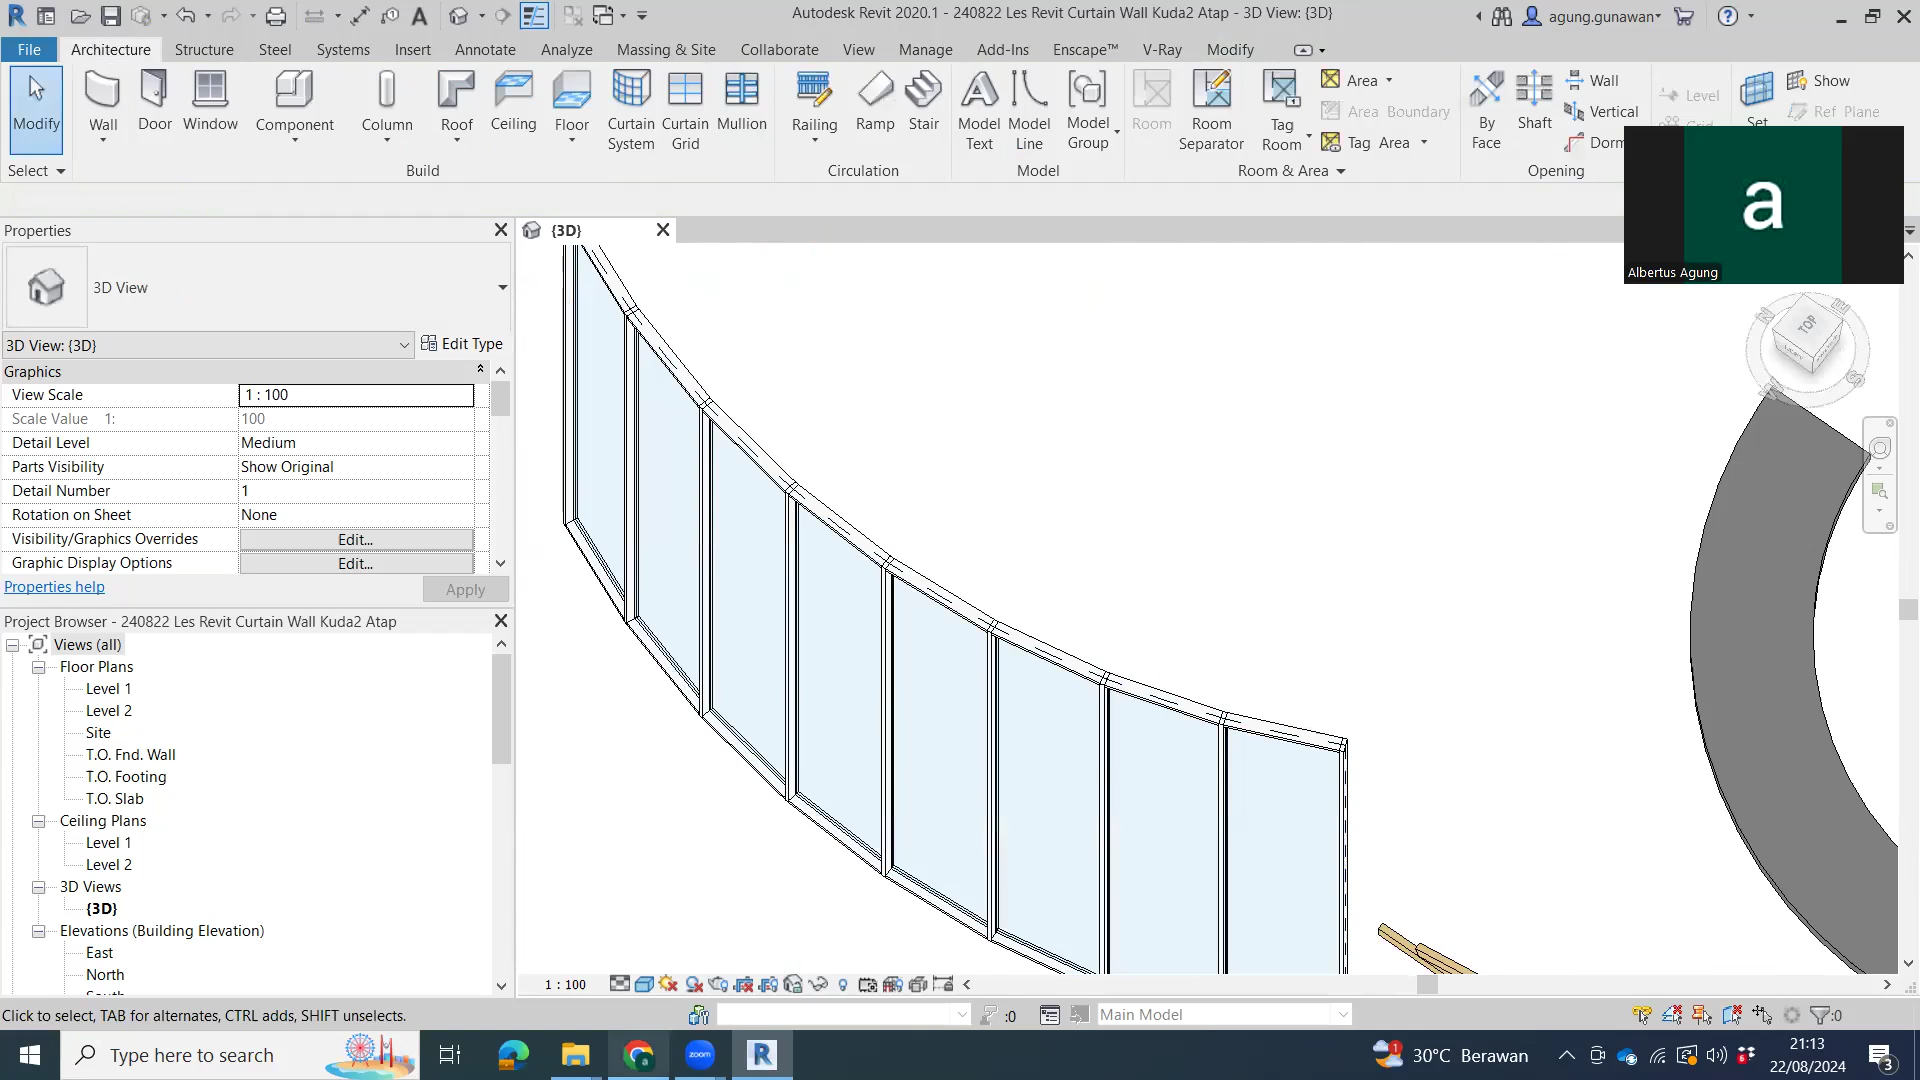 Autodesk Revit 2020.1 - 240822 Les Revit Curtain Wall Kuda2 Atap - 3D View: {3D}
agung.gunawan
File Architecture Structure Steel Systems Insert Annotate Analyze Massing & Site Collaborate View Manage Add-Ins Enscape™ V-Ray Modify
Modify
Wall
Door
Window
Component
Column
Roof
Ceiling
Floor
Curtain System
Curtain Grid
Mullion
Railing
Ramp
Stair
Model Text
Model Line
Model Group
Room
Room Separator
Tag Room
Area
Area Boundary
Tag Area
By Face
Shaft
Wall
Vertical
Level
Set
Show
Ref Plane
Select
Build
Circulation
Model
Room & Area
Opening
a
Albertus Agung
Properties
{3D}
3D View
3D View: {3D}
Edit Type
Graphics
View Scale 1 : 100
Scale Value 1: 100
Detail Level Medium
Parts Visibility Show Original
Detail Number 1
Rotation on Sheet None
Visibility/Graphics Overrides Edit...
Graphic Display Options Edit...
Properties help
Apply
Project Browser - 240822 Les Revit Curtain Wall Kuda2 Atap
Views (all)
Floor Plans
Level 1
Level 2
Site
T.O. Fnd. Wall
T.O. Footing
T.O. Slab
Ceiling Plans
Level 1
Level 2
3D Views
{3D}
Elevations (Building Elevation)
East
North
TOP
N
E
S
1 : 100
Click to select, TAB for alternates, CTRL adds, SHIFT unselects.
:0
Main Model
:0
Type here to search
zoom
R
1
30°C Berawan
6
21:13
22/08/2024
3